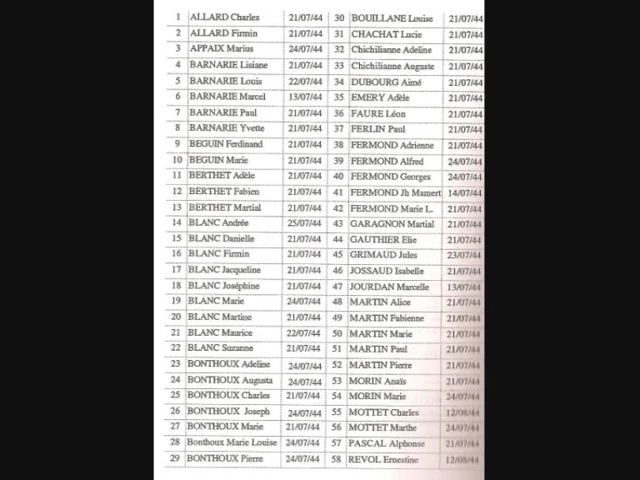 1 ALLARD Charles 21/07/44 30 BOUILLANE Louise 21/07/44
2 ALLARD Firmin 21/07/44 31 CHACHAT Lucie 21/07/44
3 APPAIX Marius 24/07/44 32 Chichilianne Adeline 21/07/44
4 BARNARIE Lisiane 21/07/44 33 Chichilianne Auguste 21/07/44
5 BARNARIE Louis 22/07/44 34 DUBOURG Aimé 21/07/44
6 BARNARIE Marcel 13/07/44 35 EMERY Adèle 21/07/44
7 BARNARIE Paul 21/07/44 36 FAURE Léon 21/07/44
8 BARNARIE Yvette 21/07/44 37 FERLIN Paul 21/07/44
9 BEGUIN Ferdinand 21/07/44 38 FERMOND Adrienne 21/07/44
10 BEGUIN Marie 21/07/44 39 FERMOND Alfred 24/07/44
11 BERTHET Adèle 21/07/44 40 FERMOND Georges 24/07/44
12 BERTHET Fabien 21/07/44 41 FERMOND Jh Mamert 14/07/44
13 BERTHET Martial 21/07/44 42 FERMOND Marie L. 21/07/44
14 BLANC Andrée 25/07/44 43 GARAGNON Martial 21/07/44
15 BLANC Danielle 21/07/44 44 GAUTHIER Elie 21/07/44
16 BLANC Firmin 21/07/44 45 GRIMAUD Jules 23/07/44
17 BLANC Jacqueline 21/07/44 46 JOSSAUD Isabelle 21/07/44
18 BLANC Joséphine 21/07/44 47 JOURDAN Marcelle 13/07/44
19 BLANC Marie 24/07/44 48 MARTIN Alice 21/07/44
20 BLANC Martine 21/07/44 49 MARTIN Fabienne 21/07/44
21 BLANC Maurice 22/07/44 50 MARTIN Marie 21/07/44
22 BLANC Suzanne 21/07/44 51 MARTIN Paul 21/07/44
23 BONTHOUX Adeline 24/07/44 52 MARTIN Pierre 21/07/44
24 BONTHOUX Augusta 24/07/44 53 MORIN Anaïs 21/07/44
25 BONTHOUX Charles 21/07/44 54 MORIN Marie 24/07/44
26 BONTHOUX Joseph 24/07/44 55 MOTTET Charles 12/08/44
27 BONTHOUX Marie 21/07/44 56 MOTTET Marthe 24/07/44
28 Bonthoux Marie Louise 24/07/44 57 PASCAL Alphonse 21/07/44
29 BONTHOUX Pierre 24/07/44 58 REVOL Ernestine 12/08/44